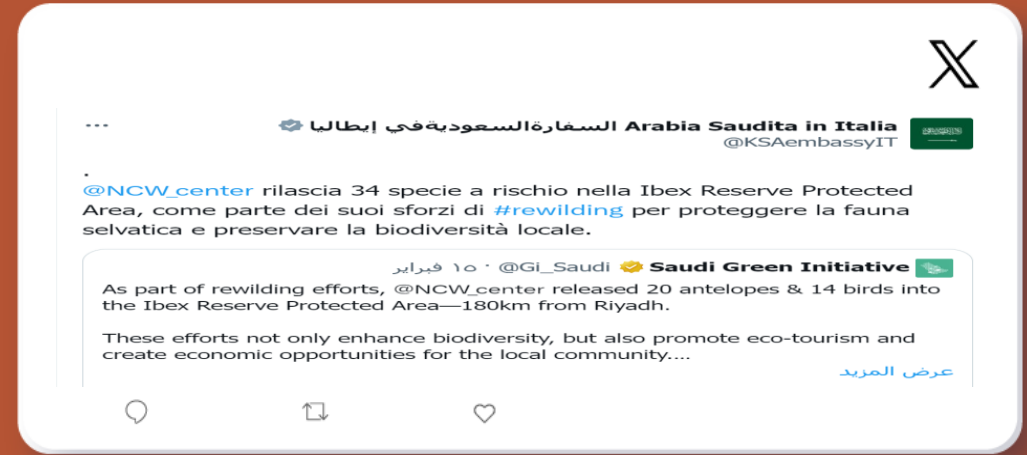 السفارة السعودية في إيطاليا Arabia Saudita in Italia
@KSAembassyIT
.
@NCW_center rilascia 34 specie a rischio nella Ibex Reserve Protected
Area, come parte dei suoi sforzi di #rewilding per proteggere la fauna
selvatica e preservare la biodiversità locale.
Saudi Green Initiative @Gi_Saudi · ١٥ فبراير
As part of rewilding efforts, @NCW_center released 20 antelopes & 14 birds into
the Ibex Reserve Protected Area—180km from Riyadh.
These efforts not only enhance biodiversity, but also promote eco-tourism and
create economic opportunities for the local community....
عرض المزيد